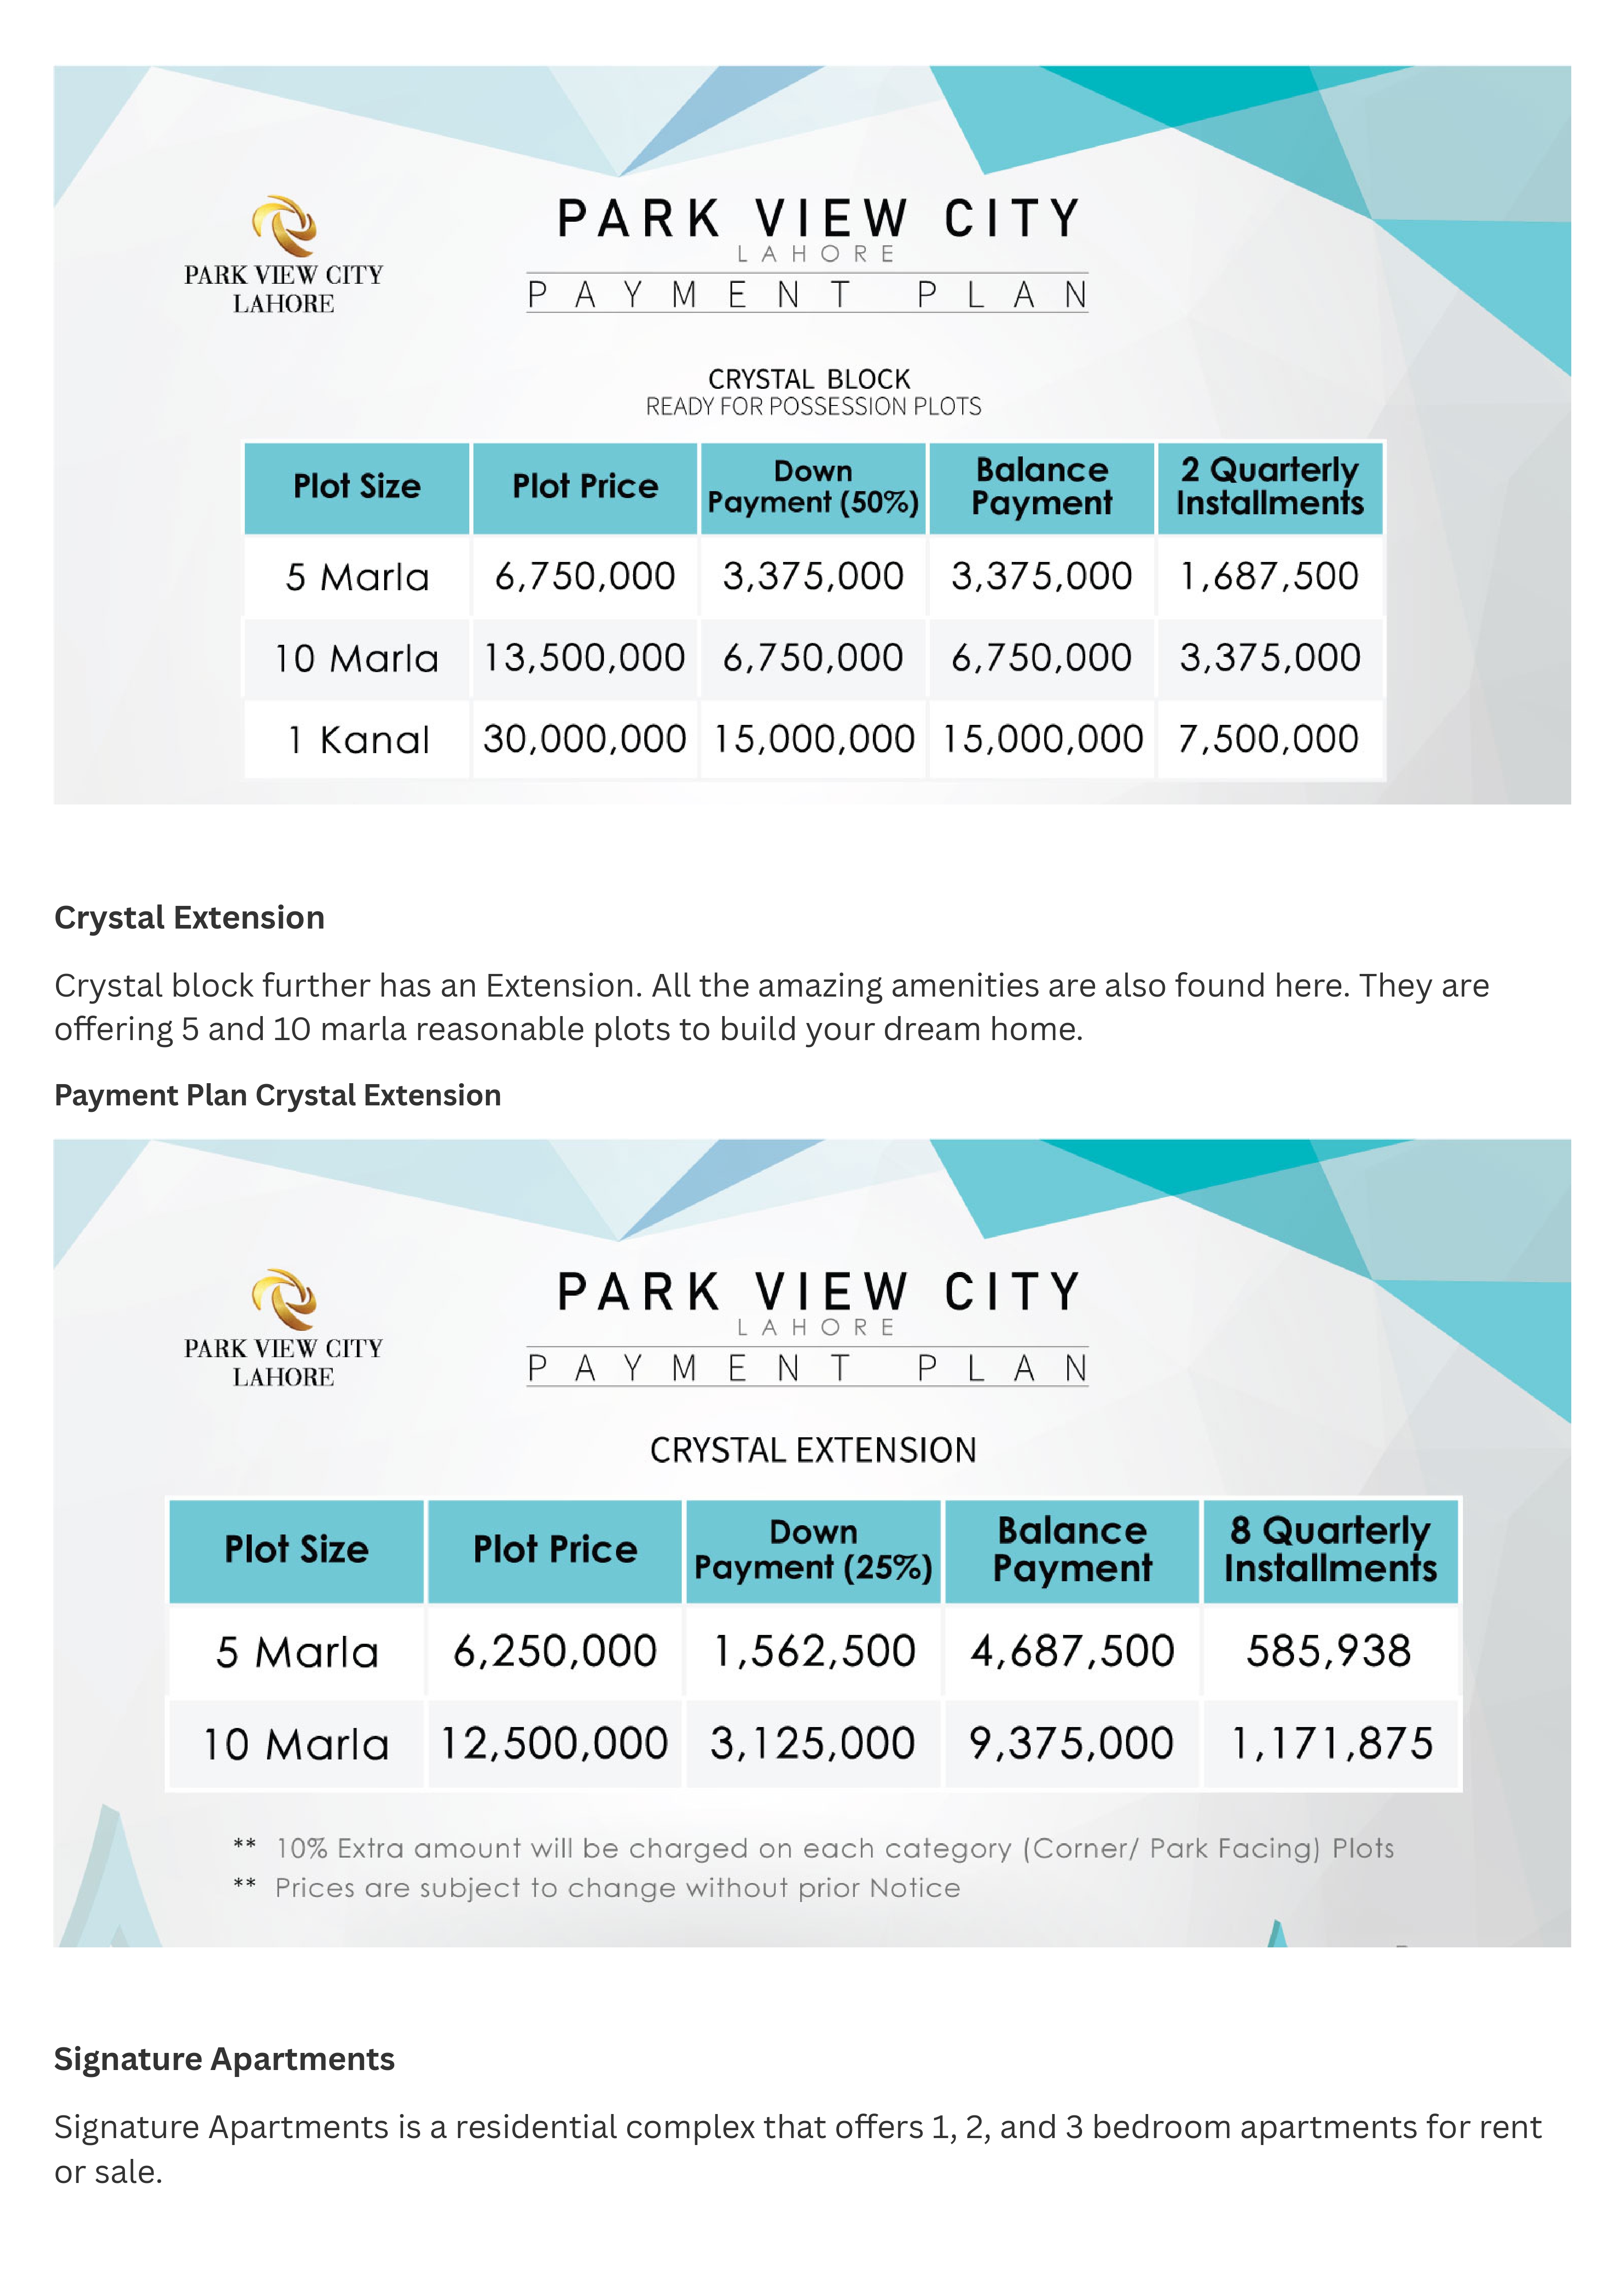 PARK VIEW CITY
LAHORE
PARK VIEW CITY
LAHORE
PAYMENT PLAN
CRYSTAL BLOCK
READY FOR POSSESSION PLOTS
Plot Size Plot Price Down Payment (50%) Balance Payment 2 Quarterly Installments
5 Marla 6,750,000 3,375,000 3,375,000 1,687,500
10 Marla 13,500,000 6,750,000 6,750,000 3,375,000
1 Kanal 30,000,000 15,000,000 15,000,000 7,500,000
Crystal Extension
Crystal block further has an Extension. All the amazing amenities are also found here. They are
offering 5 and 10 marla reasonable plots to build your dream home.
Payment Plan Crystal Extension
PARK VIEW CITY
LAHORE
PARK VIEW CITY
LAHORE
PAYMENT PLAN
CRYSTAL EXTENSION
Plot Size Plot Price Down Payment (25%) Balance Payment 8 Quarterly Installments
5 Marla 6,250,000 1,562,500 4,687,500 585,938
10 Marla 12,500,000 3,125,000 9,375,000 1,171,875
** 10% Extra amount will be charged on each category (Corner/ Park Facing) Plots
** Prices are subject to change without prior Notice
Signature Apartments
Signature Apartments is a residential complex that offers 1, 2, and 3 bedroom apartments for rent
or sale.